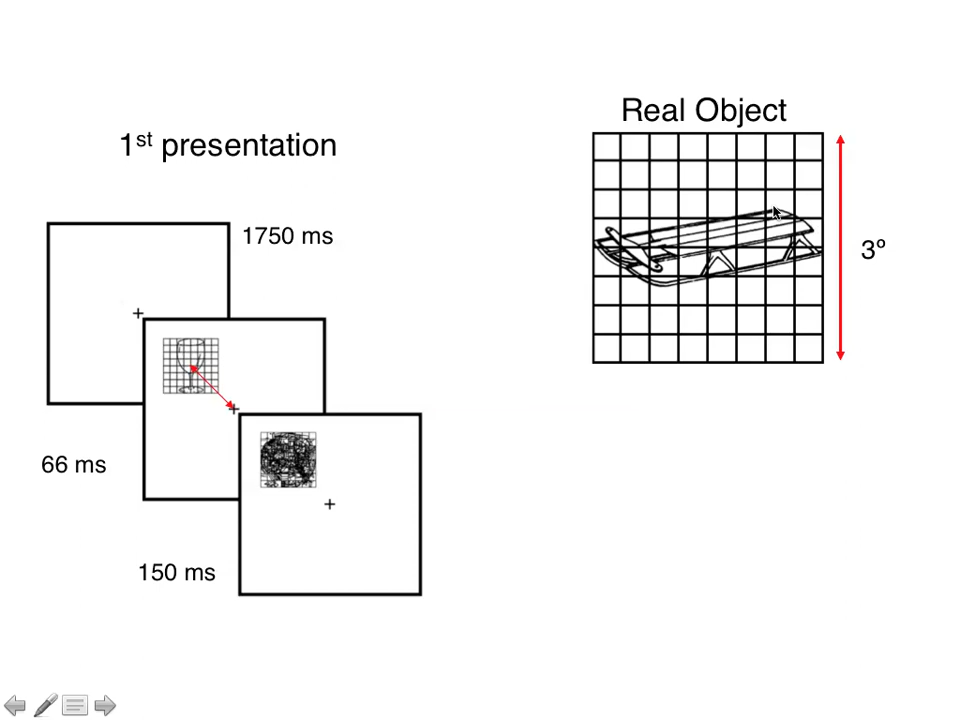 Real Object
1st presentation
1750 ms
3º
66 ms
150 ms